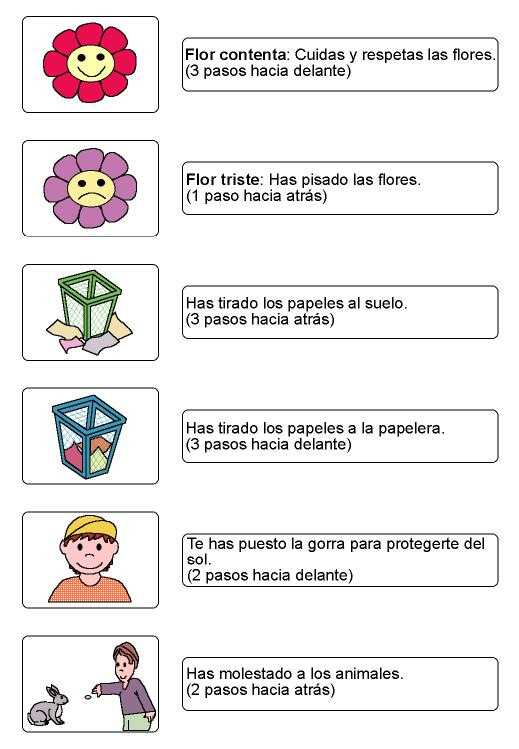 Flor contenta: Cuidas y respetas las flores.
(3 pasos hacia delante)
Flor triste: Has pisado las flores.
(1 paso hacia atrás)
Has tirado los papeles al suelo.
(3 pasos hacia atrás)
Has tirado los papeles a la papelera.
(3 pasos hacia delante)
Te has puesto la gorra para protegerte del
sol.
(2 pasos hacia delante)
Has molestado a los animales.
(2 pasos hacia atrás)